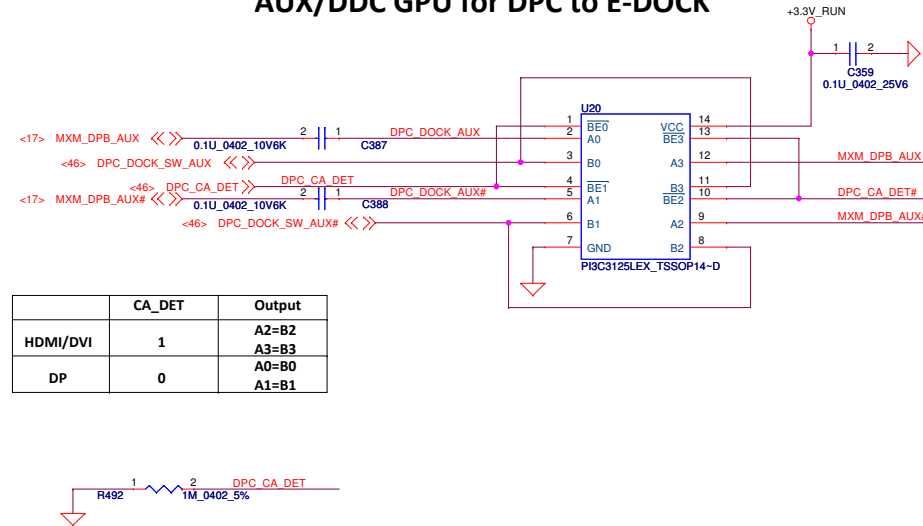 AUX/DDC GPU for DPC to E-DOCK
+3.3V_RUN
1 2
C359
0.1U_0402_25V6
U20
<17> MXM_DPB_AUX 2 1 DPC_DOCK_AUX
0.1U_0402_10V6K C387
<46> DPC_DOCK_SW_AUX
<46> DPC_CA_DET DPC_CA_DET
<17> MXM_DPB_AUX# 2 1 DPC_DOCK_AUX#
0.1U_0402_10V6K C388
<46> DPC_DOCK_SW_AUX#
1 BE0 VCC 14
2 A0 BE3 13
3 B0 A3 12 MXM_DPB_AUX
4 BE1 B3 11
5 A1 BE2 10 DPC_CA_DET#
6 B1 A2 9 MXM_DPB_AUX#
7 GND B2 8
PI3C3125LEX_TSSOP14~D
CA_DET Output
HDMI/DVI 1 A2=B2
A3=B3
DP 0 A0=B0
A1=B1
1 2 DPC_CA_DET
R492 1M_0402_5%